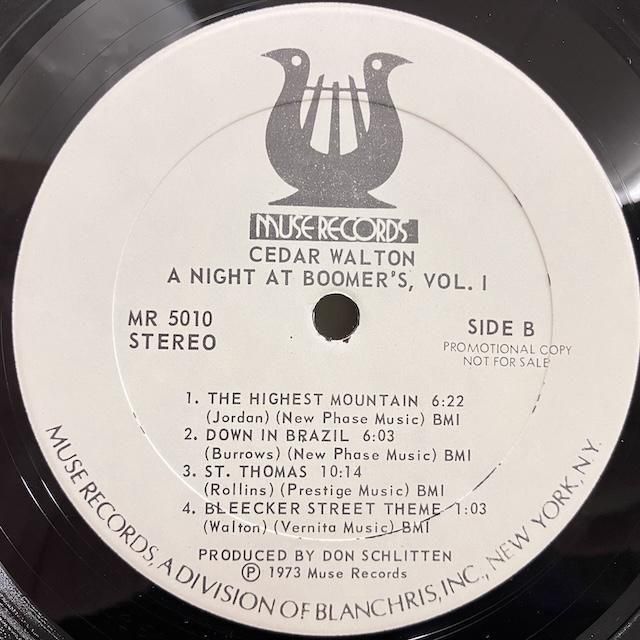 MUSE RECORDS
CEDAR WALTON
A NIGHT AT BOOMER'S, VOL. I
MR 5010
STEREO
SIDE B
PROMOTIONAL COPY
NOT FOR SALE
1. THE HIGHEST MOUNTAIN 6:22
(Jordan) (New Phase Music) BMI
2. DOWN IN BRAZIL 6:03
(Burrows) (New Phase Music) BMI
3. ST. THOMAS 10:14
(Rollins) (Prestige Music) BMI
4. BLEECKER STREET THEME 1:03
(Walton) (Vernita Music) BMI
PRODUCED BY DON SCHLITTEN
Ⓟ 1973 Muse Records
MUSE RECORDS, A DIVISION OF BLANCHRIS, INC., NEW YORK, N.Y.